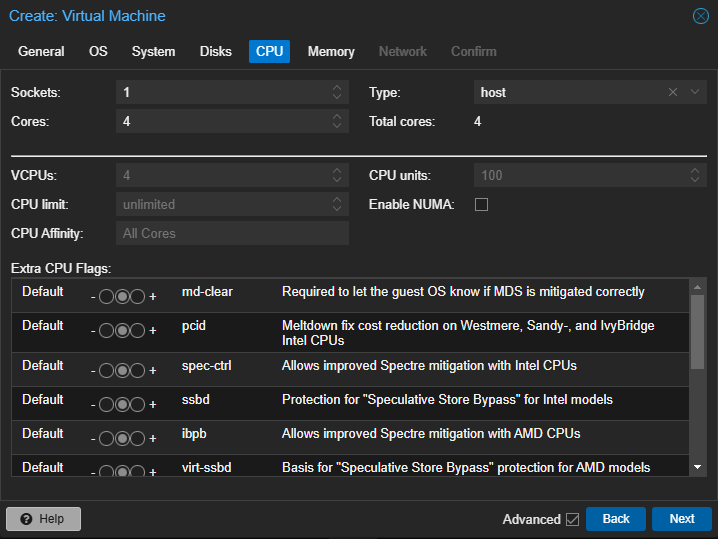 Create: Virtual Machine
General OS System Disks CPU Memory Network Confirm
Sockets: 1 Type: host
Cores: 4 Total cores: 4
VCPUs: 4 CPU units: 100
CPU limit: unlimited Enable NUMA:
CPU Affinity: All Cores
Extra CPU Flags:
Default - + md-clear Required to let the guest OS know if MDS is mitigated correctly
Default - + pcid Meltdown fix cost reduction on Westmere, Sandy-, and IvyBridge
Intel CPUs
Default - + spec-ctrl Allows improved Spectre mitigation with Intel CPUs
Default - + ssbd Protection for "Speculative Store Bypass" for Intel models
Default - + ibpb Allows improved Spectre mitigation with AMD CPUs
Default - + virt-ssbd Basis for "Speculative Store Bypass" protection for AMD models
? Help Advanced Back Next